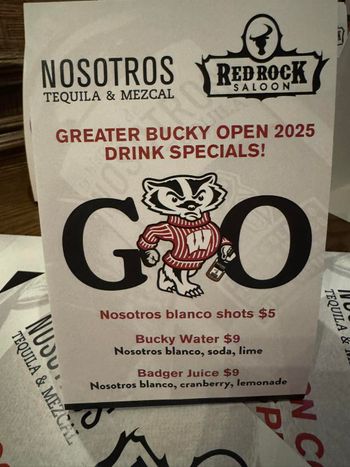 NOSOTROS
TEQUILA & MEZCAL
RED ROCK
SALOON
GREATER BUCKY OPEN 2025
DRINK SPECIALS!
G W O
Nosotros blanco shots $5
Bucky Water $9
Nosotros blanco, soda, lime
Badger Juice $9
Nosotros blanco, cranberry, lemonade
NOSOTROS
TEQUILA & MEZCAL